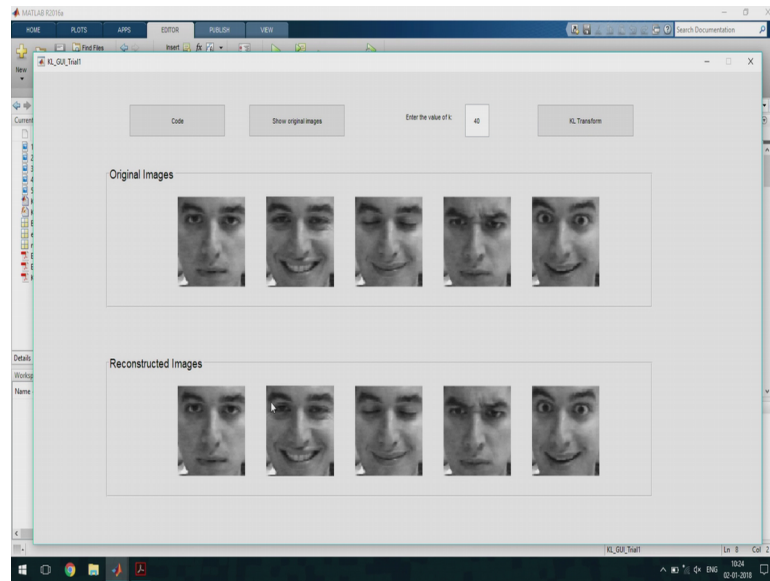 MATLAB R2016a
HOME PLOTS APPS EDITOR PUBLISH VIEW Search Documentation
New Find Files Insert fx
KL_GUI_Trial1
Current
Code Show original images Enter the value of k: 40 KL Transform
Original Images
Reconstructed Images
Details
Worksp
Name
KL_GUI_Trial1 Ln 8 Col 2
ENG 10:24
02-01-2018